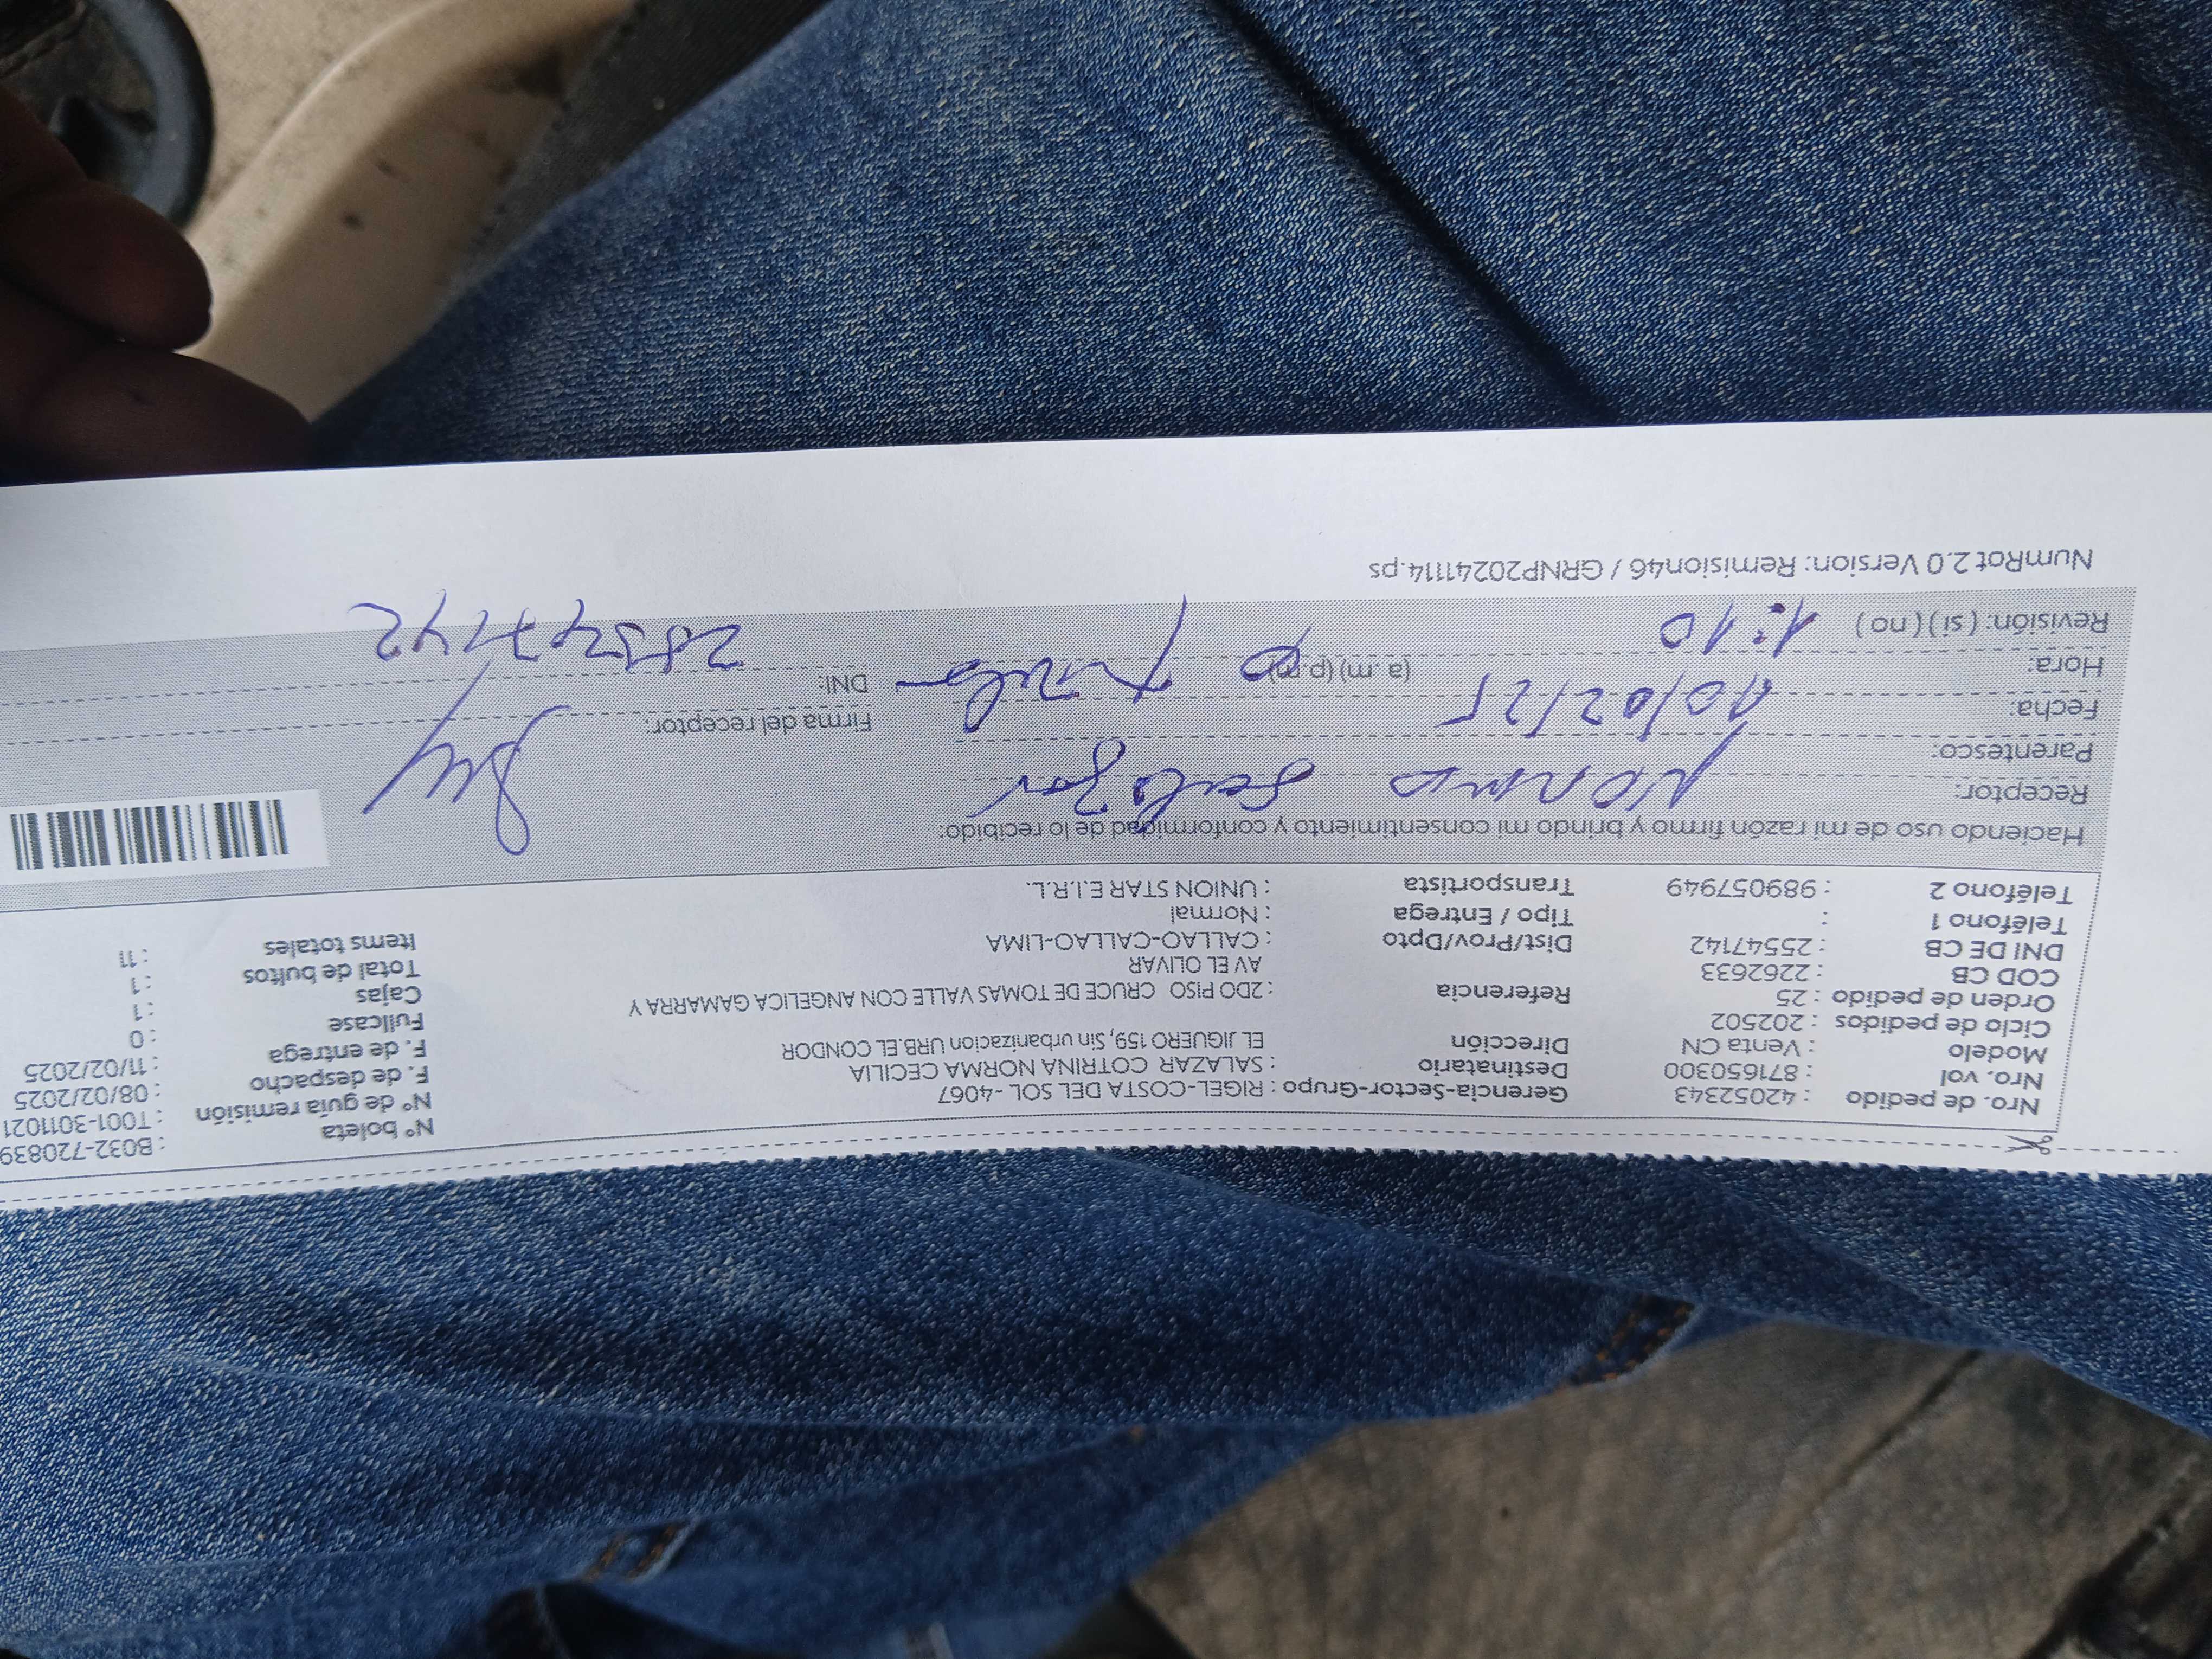 Nro. de pedido : 42052343 Gerencia-Sector-Grupo : RIGEL-COSTA DEL SOL -4067 Nº boleta : B032-720839
Nro. vol : 871650300 Destinatario : SALAZAR COTRINA NORMA CECILIA Nº de guía remisión : T001-3011021
Modelo : Venta CN Dirección EL JIGUERO 159, Sin urbanizacion URB.EL CONDOR F. de despacho : 08/02/2025
Ciclo de pedidos : 202502 F. de entrega : 11/02/2025
Orden de pedido : 25 Referencia : 2DO PISO CRUCE DE TOMAS VALLE CON ANGELICA GAMARRA Y Fullcase : 0
COD CB : 2262633 AV EL OLIVAR Cajas : 1
DNI DE CB : 25547142 Dist/Prov/Dpto : CALLAO-CALLAO-LIMA Total de bultos : 1
Teléfono 1 : Tipo / Entrega : Normal Items totales : 11
Teléfono 2 : 989057949 Transportista : UNION STAR E.I.R.L.
Haciendo uso de mi razón firmo y brindo mi consentimiento y conformidad de lo recibido:
Receptor: Norma Salazar
Parentesco:
Fecha: 10/02/25 Firma del receptor:
Hora: (a.m) (p.m) DNI:
Revisión: (si) (no) 1:10
NumRot 2.0 Version: Remision46 / GRNP20241114.ps